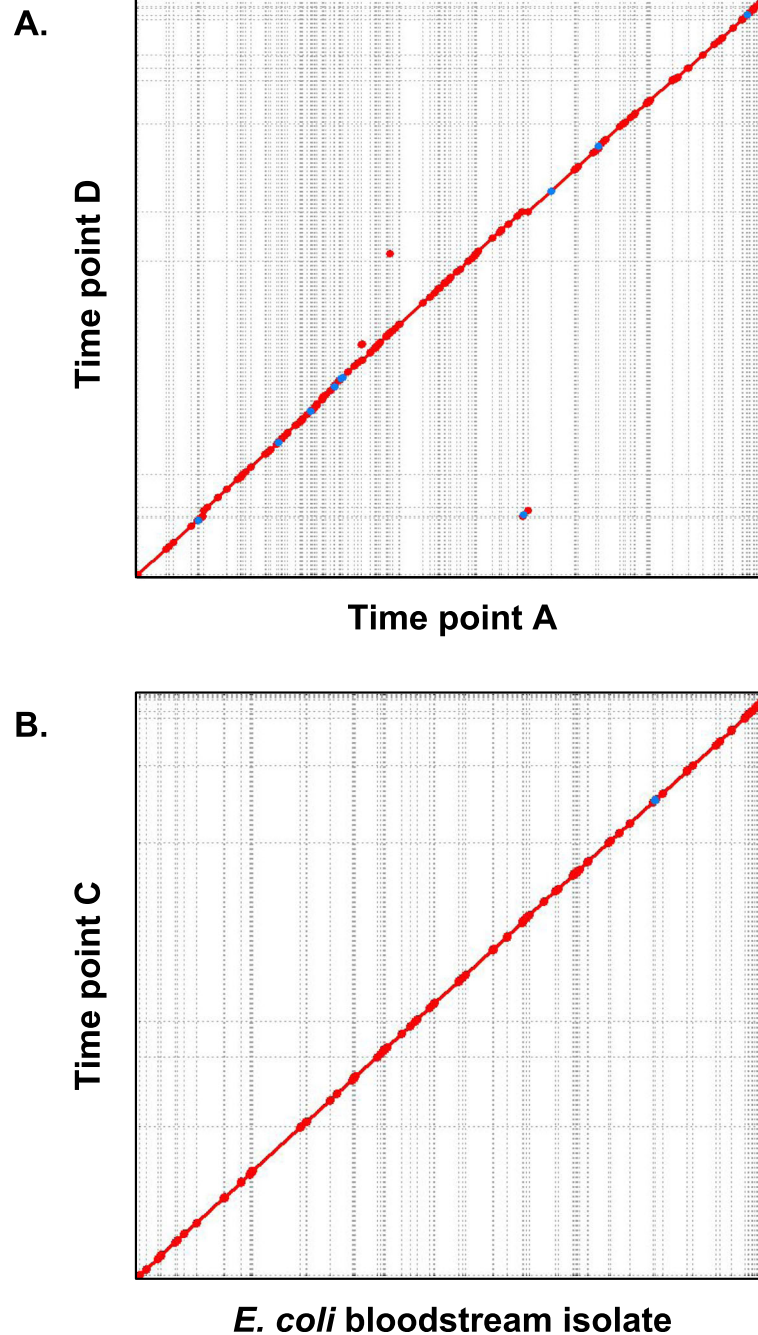 A.
Time point D
Time point A
B.
Time point C
E. coli bloodstream isolate